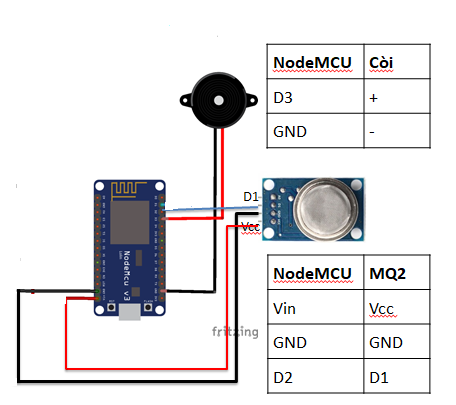 NodeMCU Còi
D3 +
GND -
D1
Vcc
NodeMcu v3
fritzing
NodeMCU MQ2
Vin Vcc
GND GND
D2 D1